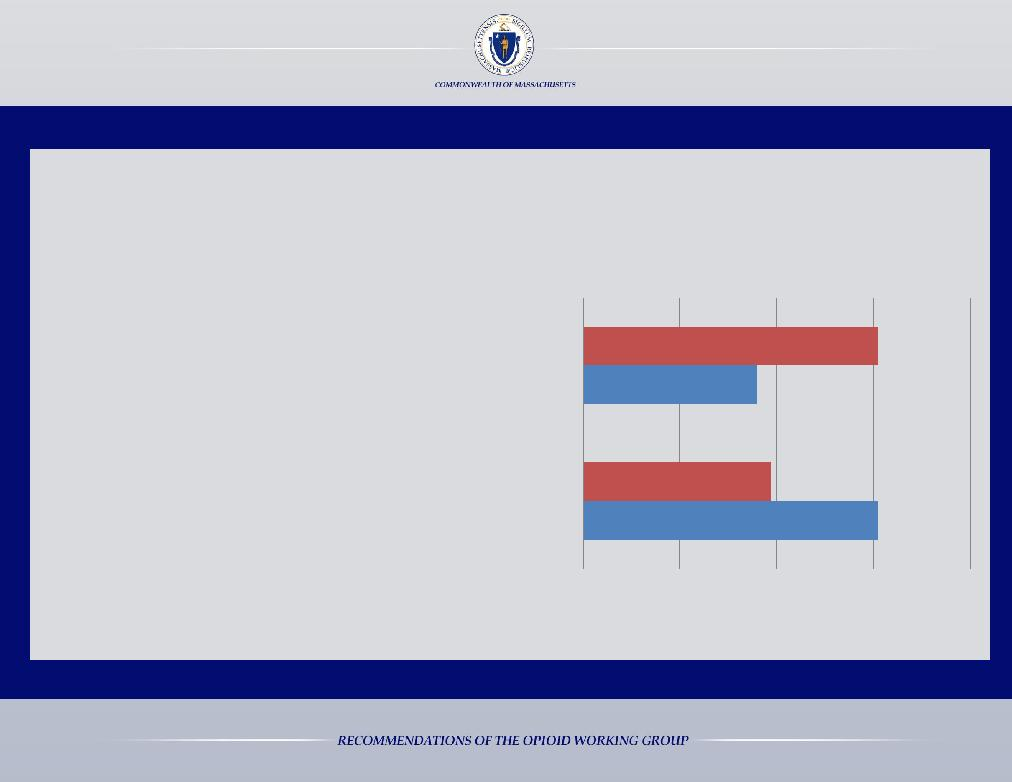 COMMONWEALTH OF MASSACHUSETTS
RECOMMENDATIONS OF THE OPIOID WORKING GROUP